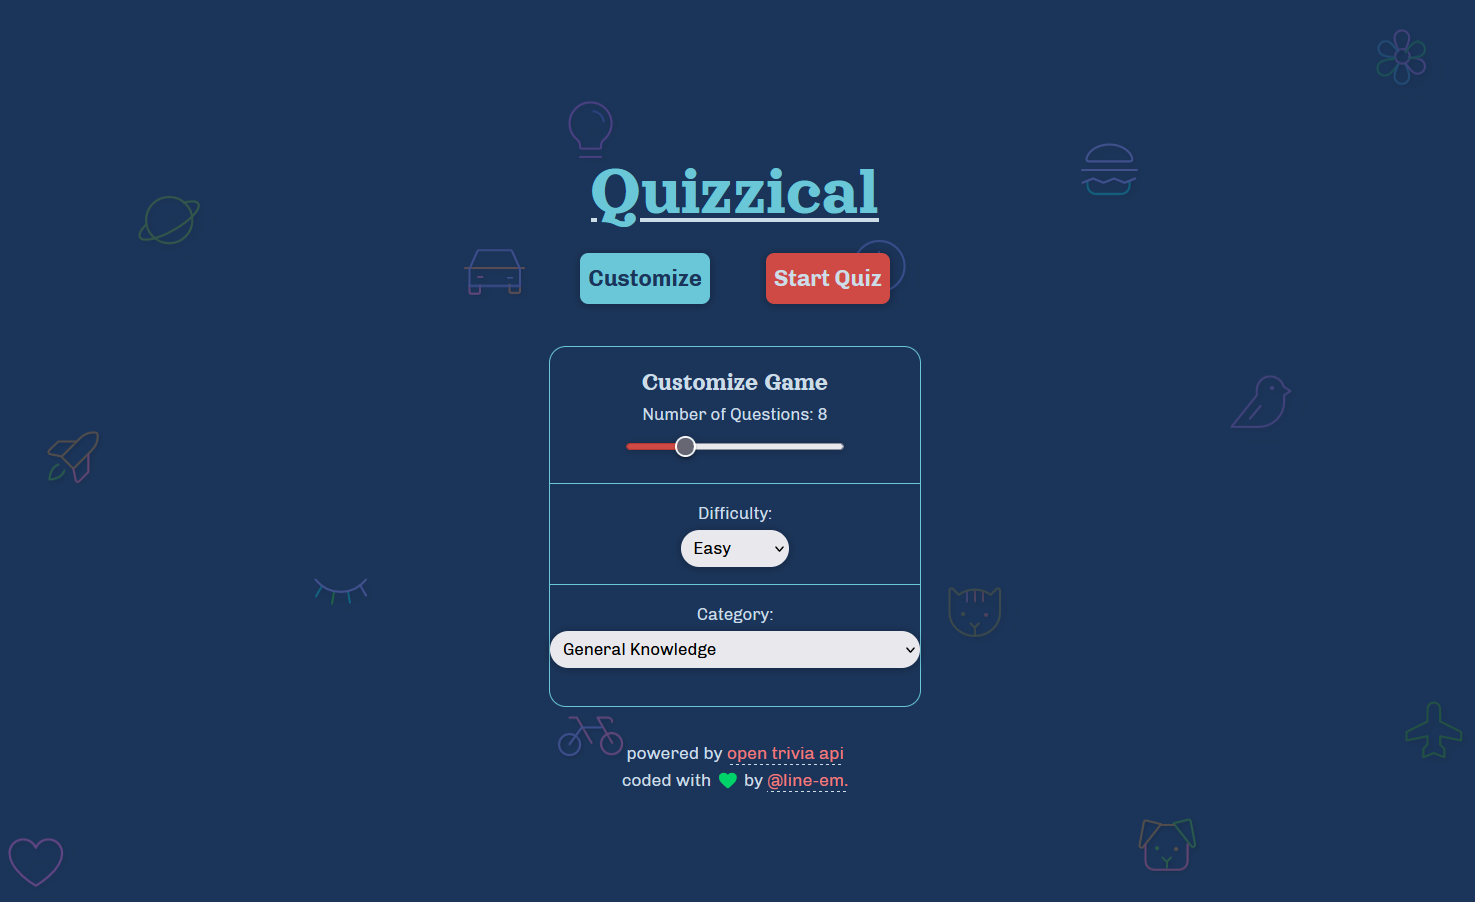 Quizzical
Customize Start Quiz
Customize Game
Number of Questions: 8
Difficulty:
Easy
Category:
General Knowledge
powered by open trivia api
coded with 💚 by @line-em.